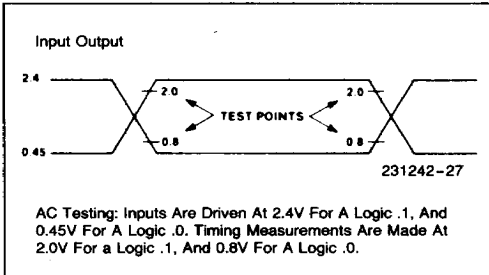 Input Output
2.4
2.0 TEST POINTS 2.0
0.8 0.8
0.45
231242-27
AC Testing: Inputs Are Driven At 2.4V For A Logic .1, And
0.45V For A Logic .0. Timing Measurements Are Made At
2.0V For a Logic .1, And 0.8V For A Logic .0.